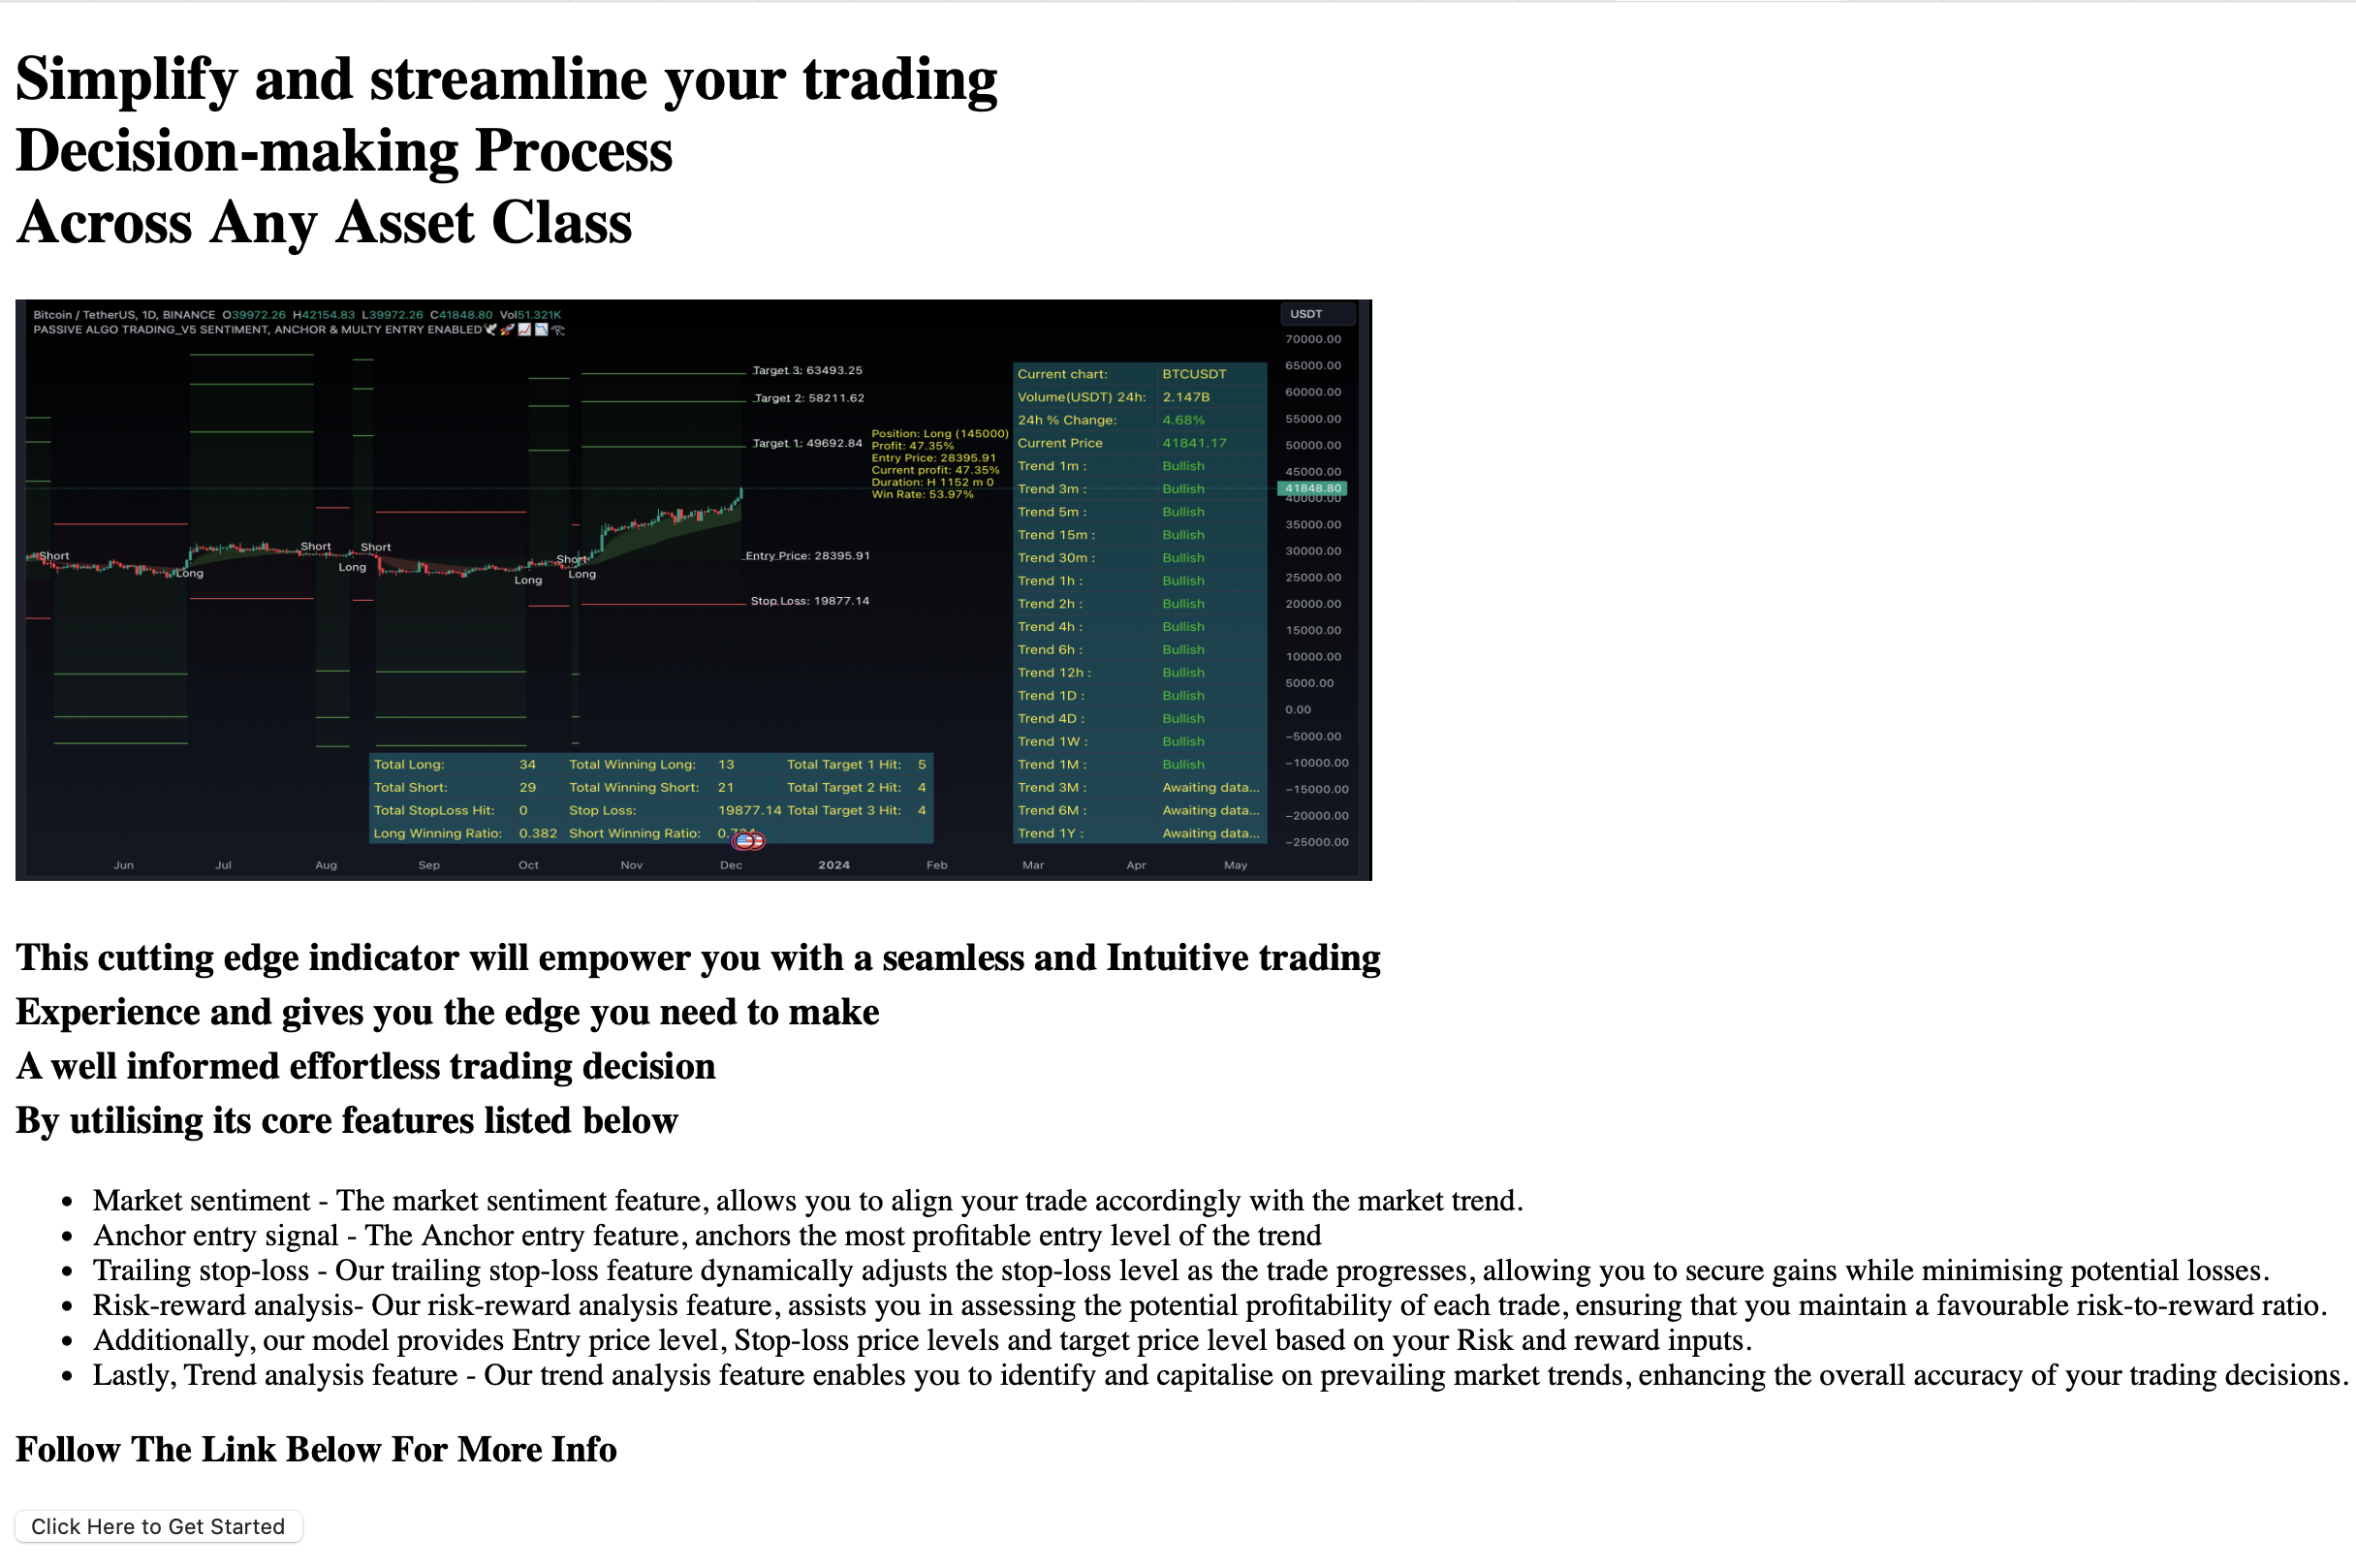 Simplify and streamline your trading
Decision-making Process
Across Any Asset Class
Bitcoin / TetherUS, 1D, BINANCE O39972.26 H42154.83 L39972.26 C41848.80 Vol51.321K
PASSIVE ALGO TRADING_V5 SENTIMENT, ANCHOR & MULTY ENTRY ENABLED
USDT
70000.00
65000.00
60000.00
55000.00
50000.00
45000.00
41848.80
40000.00
35000.00
30000.00
25000.00
20000.00
15000.00
10000.00
5000.00
0.00
−5000.00
−10000.00
−15000.00
−20000.00
−25000.00
Target 3: 63493.25
Target 2: 58211.62
Target 1: 49692.84
Position: Long (145000)
Profit: 47.35%
Entry Price: 28395.91
Current profit: 47.35%
Duration: H 1152 m 0
Win Rate: 53.97%
Short
Long
Short
Long
Short
Long
Short
Long
Entry Price: 28395.91
Stop Loss: 19877.14
Current chart: BTCUSDT
Volume(USDT) 24h: 2.147B
24h % Change: 4.68%
Current Price 41841.17
Trend 1m : Bullish
Trend 3m : Bullish
Trend 5m : Bullish
Trend 15m : Bullish
Trend 30m : Bullish
Trend 1h : Bullish
Trend 2h : Bullish
Trend 4h : Bullish
Trend 6h : Bullish
Trend 12h : Bullish
Trend 1D : Bullish
Trend 4D : Bullish
Trend 1W : Bullish
Trend 1M : Bullish
Trend 3M : Awaiting data...
Trend 6M : Awaiting data...
Trend 1Y : Awaiting data...
Total Long: 34 Total Winning Long: 13 Total Target 1 Hit: 5
Total Short: 29 Total Winning Short: 21 Total Target 2 Hit: 4
Total StopLoss Hit: 0 Stop Loss: 19877.14 Total Target 3 Hit: 4
Long Winning Ratio: 0.382 Short Winning Ratio:
Jun Jul Aug Sep Oct Nov Dec 2024 Feb Mar Apr May
This cutting edge indicator will empower you with a seamless and Intuitive trading
Experience and gives you the edge you need to make
A well informed effortless trading decision
By utilising its core features listed below
• Market sentiment - The market sentiment feature, allows you to align your trade accordingly with the market trend.
• Anchor entry signal - The Anchor entry feature, anchors the most profitable entry level of the trend
• Trailing stop-loss - Our trailing stop-loss feature dynamically adjusts the stop-loss level as the trade progresses, allowing you to secure gains while minimising potential losses.
• Risk-reward analysis- Our risk-reward analysis feature, assists you in assessing the potential profitability of each trade, ensuring that you maintain a favourable risk-to-reward ratio.
• Additionally, our model provides Entry price level, Stop-loss price levels and target price level based on your Risk and reward inputs.
• Lastly, Trend analysis feature - Our trend analysis feature enables you to identify and capitalise on prevailing market trends, enhancing the overall accuracy of your trading decisions.
Follow The Link Below For More Info
Click Here to Get Started